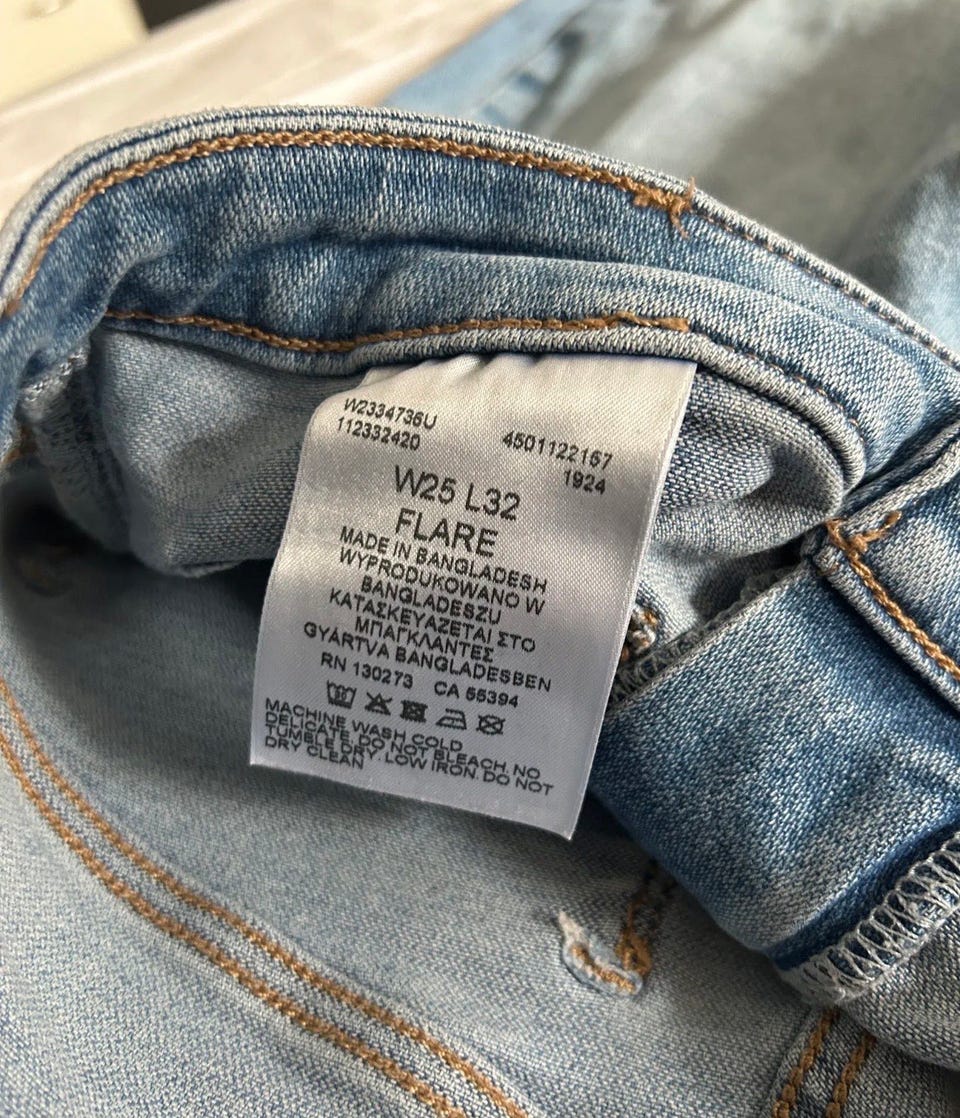 W2334736U
112332420
4501122167
1924
W25 L32
FLARE
MADE IN BANGLADESH
WYPRODUKOWANO W
BANGLADESZU
ΚΑΤΑΣΚΕΥΑΖΕΤΑΙ ΣΤΟ
ΜΠΑΓΚΛΑΝΤΕΣ
GYÁRTVA BANGLADESBEN
RN 130273 CA 55394
MACHINE WASH COLD
DELICATE, DO NOT BLEACH, NO
TUMBLE DRY, LOW IRON, DO NOT
DRY CLEAN